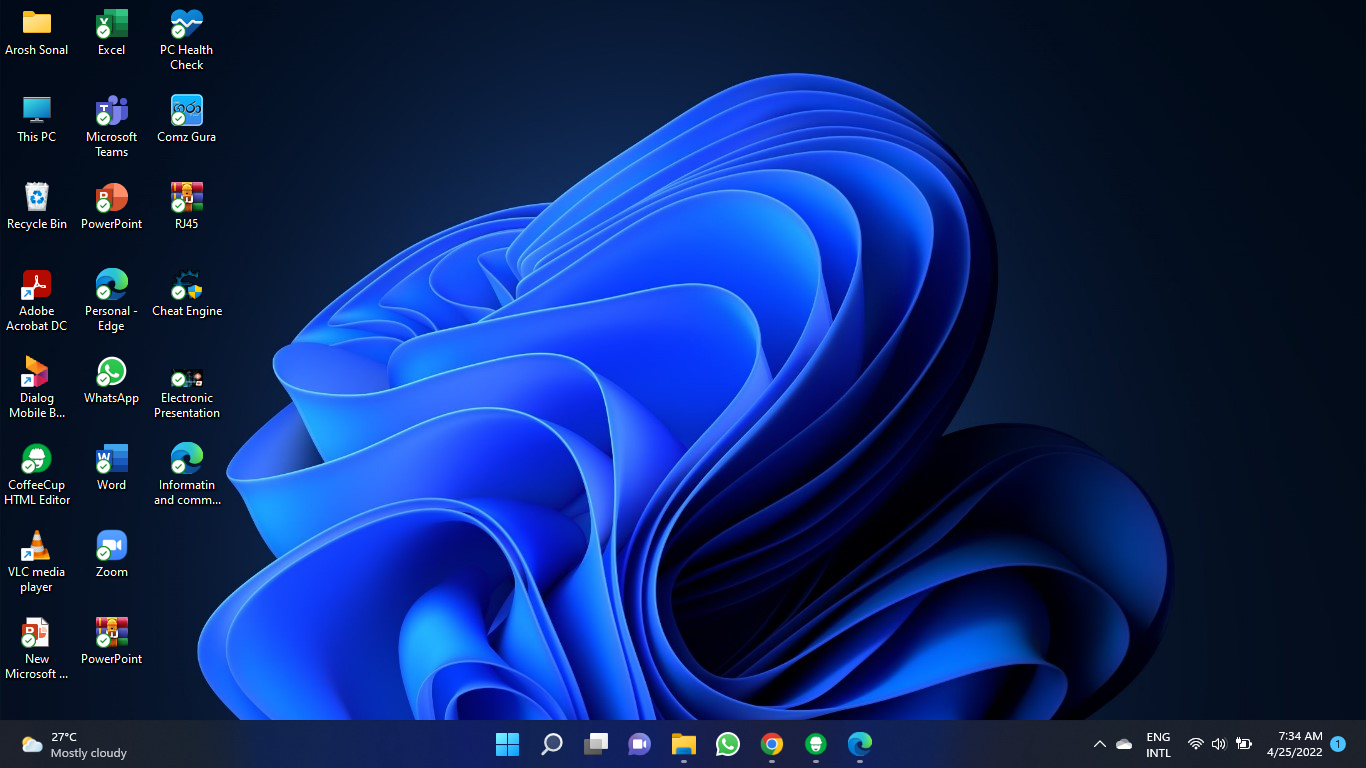 Arosh Sonal
Excel
PC Health
Check
This PC
Microsoft
Teams
Comz Gura
Recycle Bin
PowerPoint
RJ45
Adobe
Acrobat DC
Personal -
Edge
Cheat Engine
Dialog
Mobile B...
WhatsApp
Electronic
Presentation
CoffeeCup
HTML Editor
Word
Informatin
and comm...
VLC media
player
Zoom
New
Microsoft ...
PowerPoint
27°C
Mostly cloudy
ENG
INTL
7:34 AM
4/25/2022
1